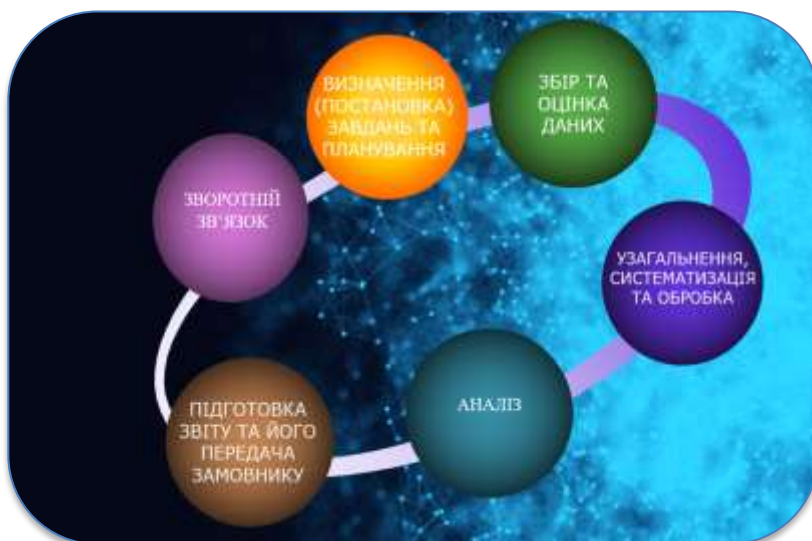 ВИЗНАЧЕННЯ
(ПОСТАНОВКА)
ЗАВДАНЬ ТА
ПЛАНУВАННЯ
ЗБІР ТА
ОЦІНКА
ДАНИХ
УЗАГАЛЬНЕННЯ,
СИСТЕМАТИЗАЦІЯ
ТА ОБРОБКА
АНАЛІЗ
ПІДГОТОВКА
ЗВІТУ ТА ЙОГО
ПЕРЕДАЧА
ЗАМОВНИКУ
ЗВОРОТНІЙ
ЗВ’ЯЗОК